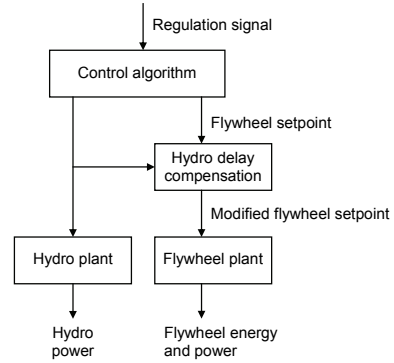 Regulation signal
Control algorithm
Flywheel setpoint
Hydro delay
compensation
Modified flywheel setpoint
Hydro plant
Flywheel plant
Hydro
power
Flywheel energy
and power